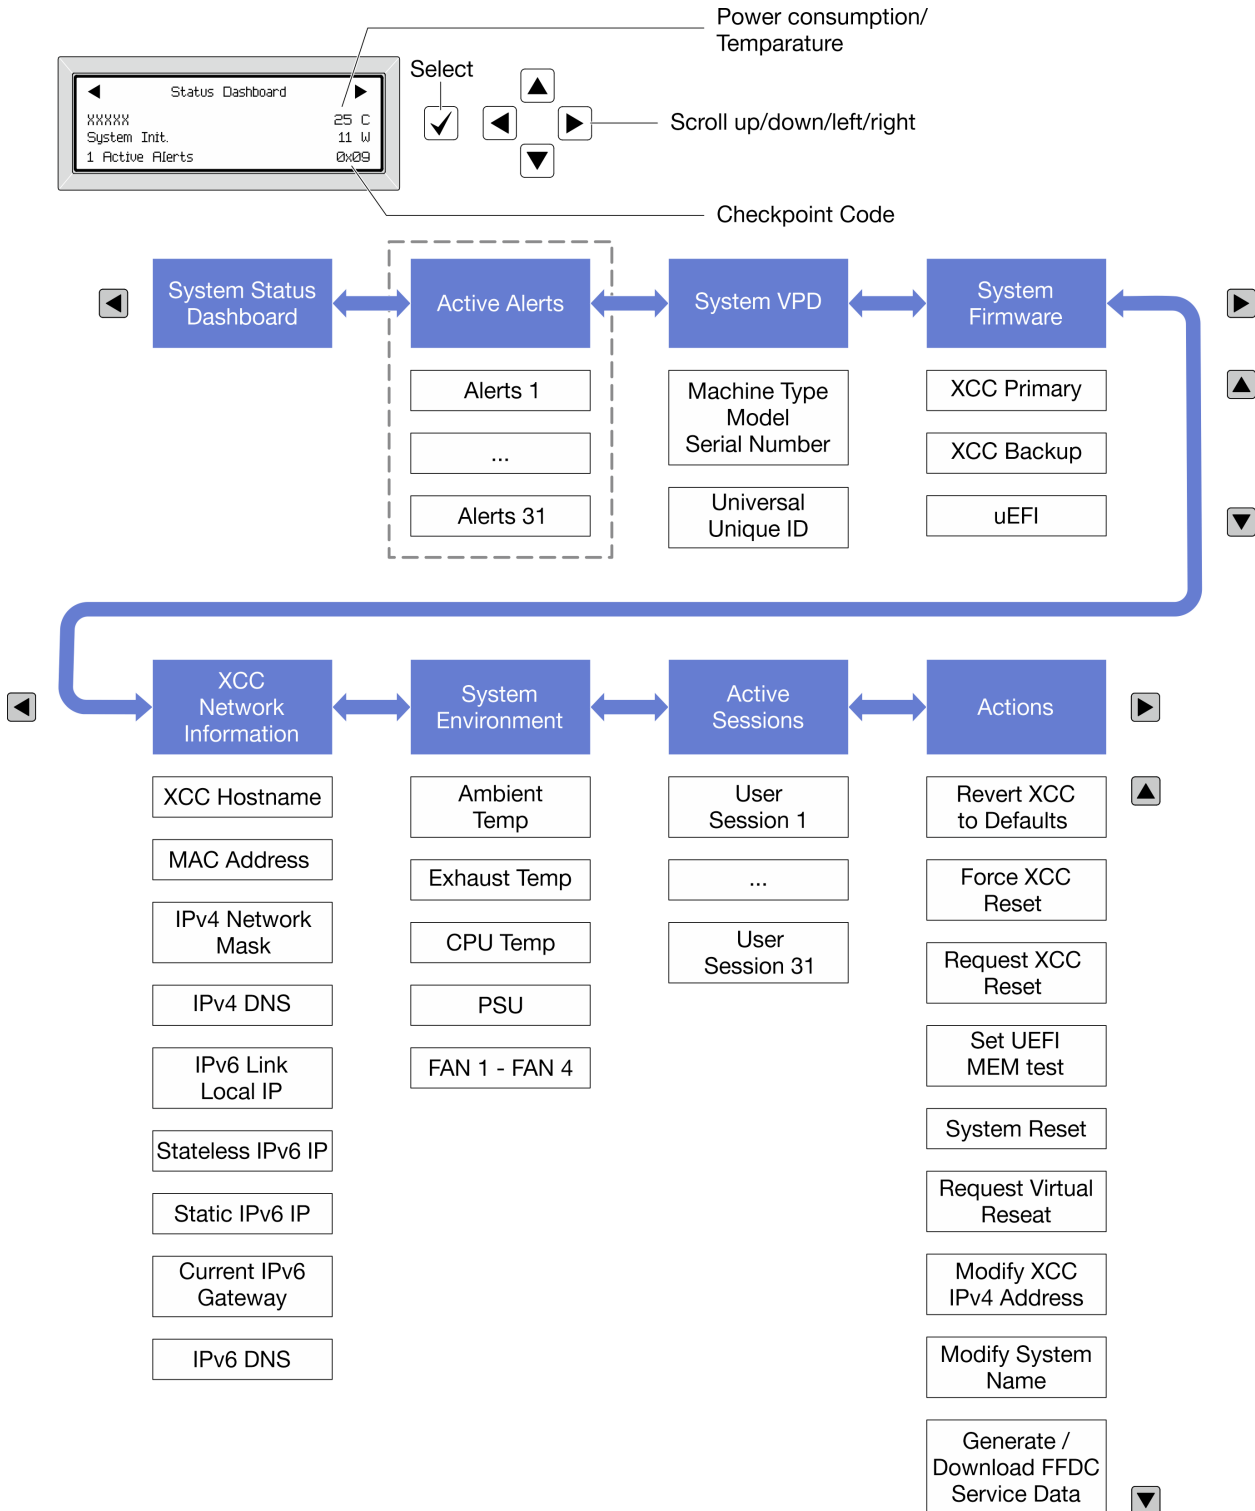 Power consumption/
Temparature
Select
Status Dashboard
XXXXX 25 C
System Init. 11 W
1 Active Alerts 0x09
Scroll up/down/left/right
Checkpoint Code
System Status
Dashboard
Active Alerts
System VPD
System
Firmware
Alerts 1
...
Alerts 31
Machine Type
Model
Serial Number
Universal
Unique ID
XCC Primary
XCC Backup
uEFI
XCC
Network
Information
System
Environment
Active
Sessions
Actions
XCC Hostname
MAC Address
IPv4 Network
Mask
IPv4 DNS
IPv6 Link
Local IP
Stateless IPv6 IP
Static IPv6 IP
Current IPv6
Gateway
IPv6 DNS
Ambient
Temp
Exhaust Temp
CPU Temp
PSU
FAN 1 - FAN 4
User
Session 1
...
User
Session 31
Revert XCC
to Defaults
Force XCC
Reset
Request XCC
Reset
Set UEFI
MEM test
System Reset
Request Virtual
Reseat
Modify XCC
IPv4 Address
Modify System
Name
Generate /
Download FFDC
Service Data